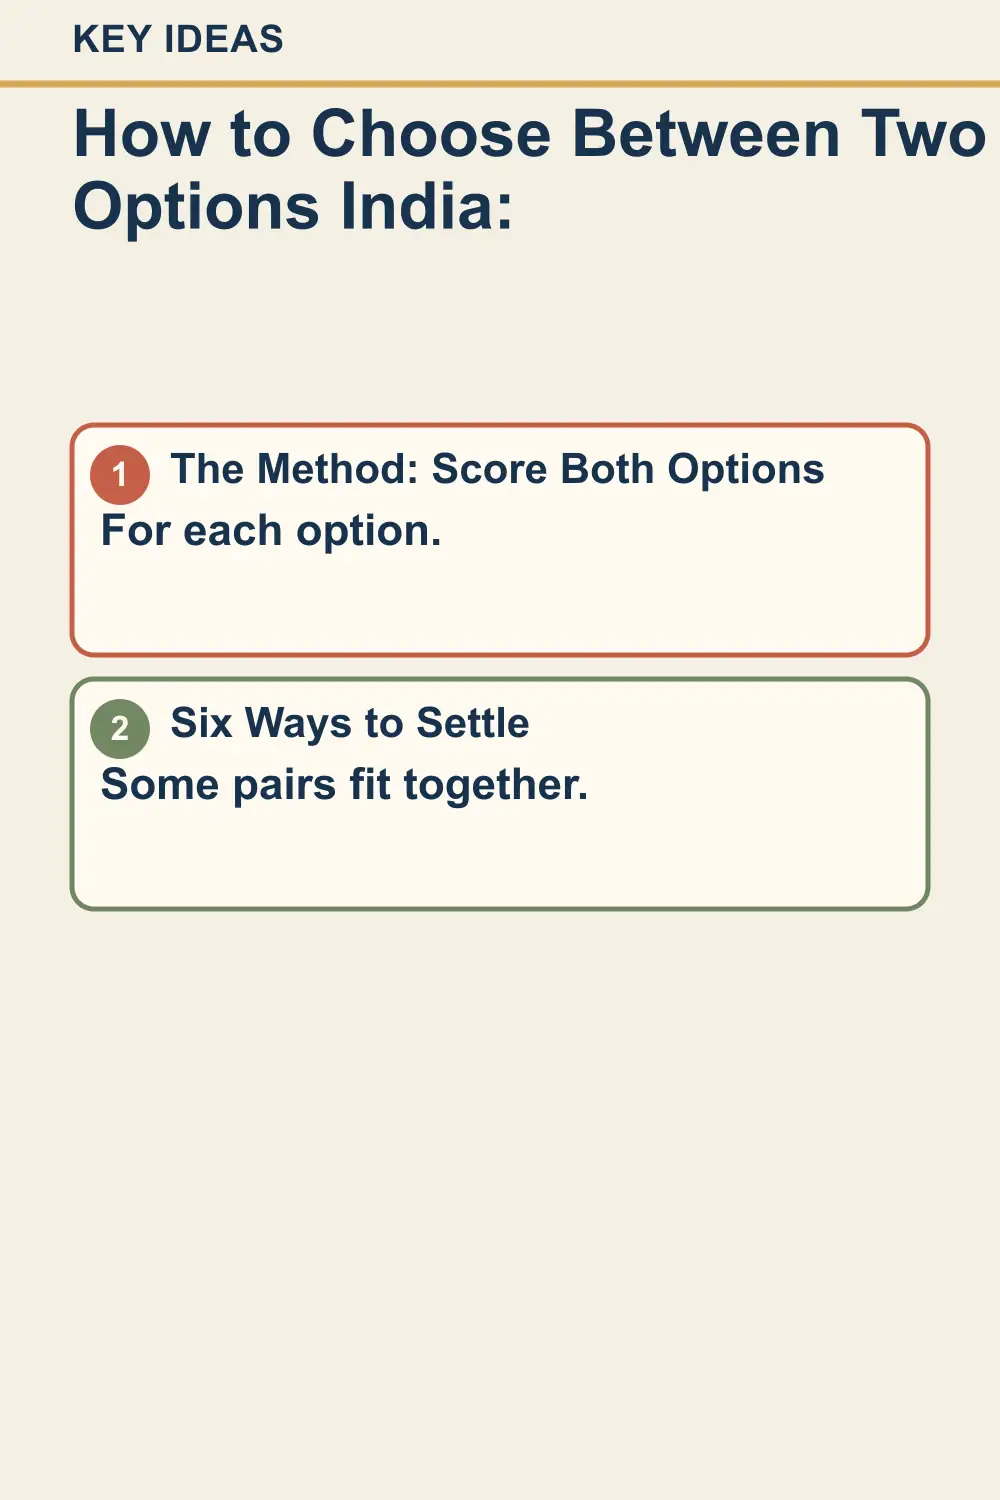 KEY IDEAS
How to Choose Between Two
Options India:
1 The Method: Score Both Options
For each option.
2 Six Ways to Settle
Some pairs fit together.